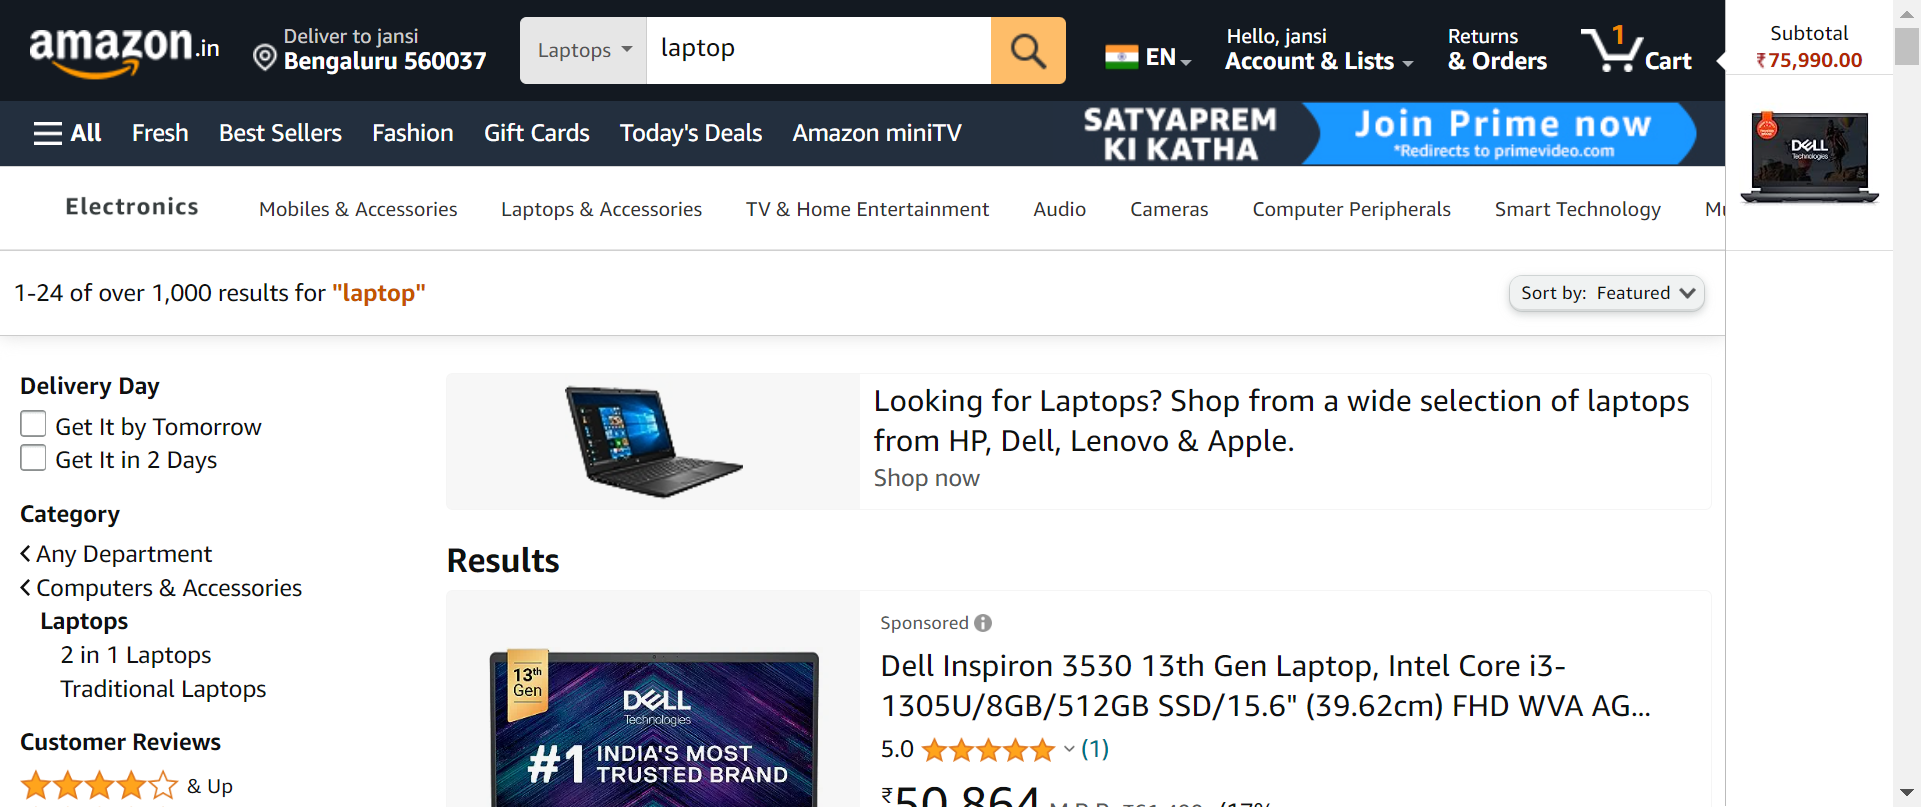 amazon.in
Deliver to jansi
Bengaluru 560037
Laptops
laptop
EN
Hello, jansi
Account & Lists
Returns
& Orders
1
Cart
Subtotal
₹75,990.00
All
Fresh
Best Sellers
Fashion
Gift Cards
Today's Deals
Amazon miniTV
SATYAPREM
KI KATHA
Join Prime now
*Redirects to primevideo.com
DELL
Technologies
Electronics
Mobiles & Accessories
Laptops & Accessories
TV & Home Entertainment
Audio
Cameras
Computer Peripherals
Smart Technology
1-24 of over 1,000 results for "laptop"
Sort by: Featured
Delivery Day
Get It by Tomorrow
Get It in 2 Days
Category
Any Department
Computers & Accessories
Laptops
2 in 1 Laptops
Traditional Laptops
Customer Reviews
& Up
Looking for Laptops? Shop from a wide selection of laptops
from HP, Dell, Lenovo & Apple.
Shop now
Results
13th
Gen
DELL
Technologies
#1 INDIA'S MOST
TRUSTED BRAND
Sponsored
Dell Inspiron 3530 13th Gen Laptop, Intel Core i3-
1305U/8GB/512GB SSD/15.6" (39.62cm) FHD WVA AG...
5.0
(1)
₹50,864